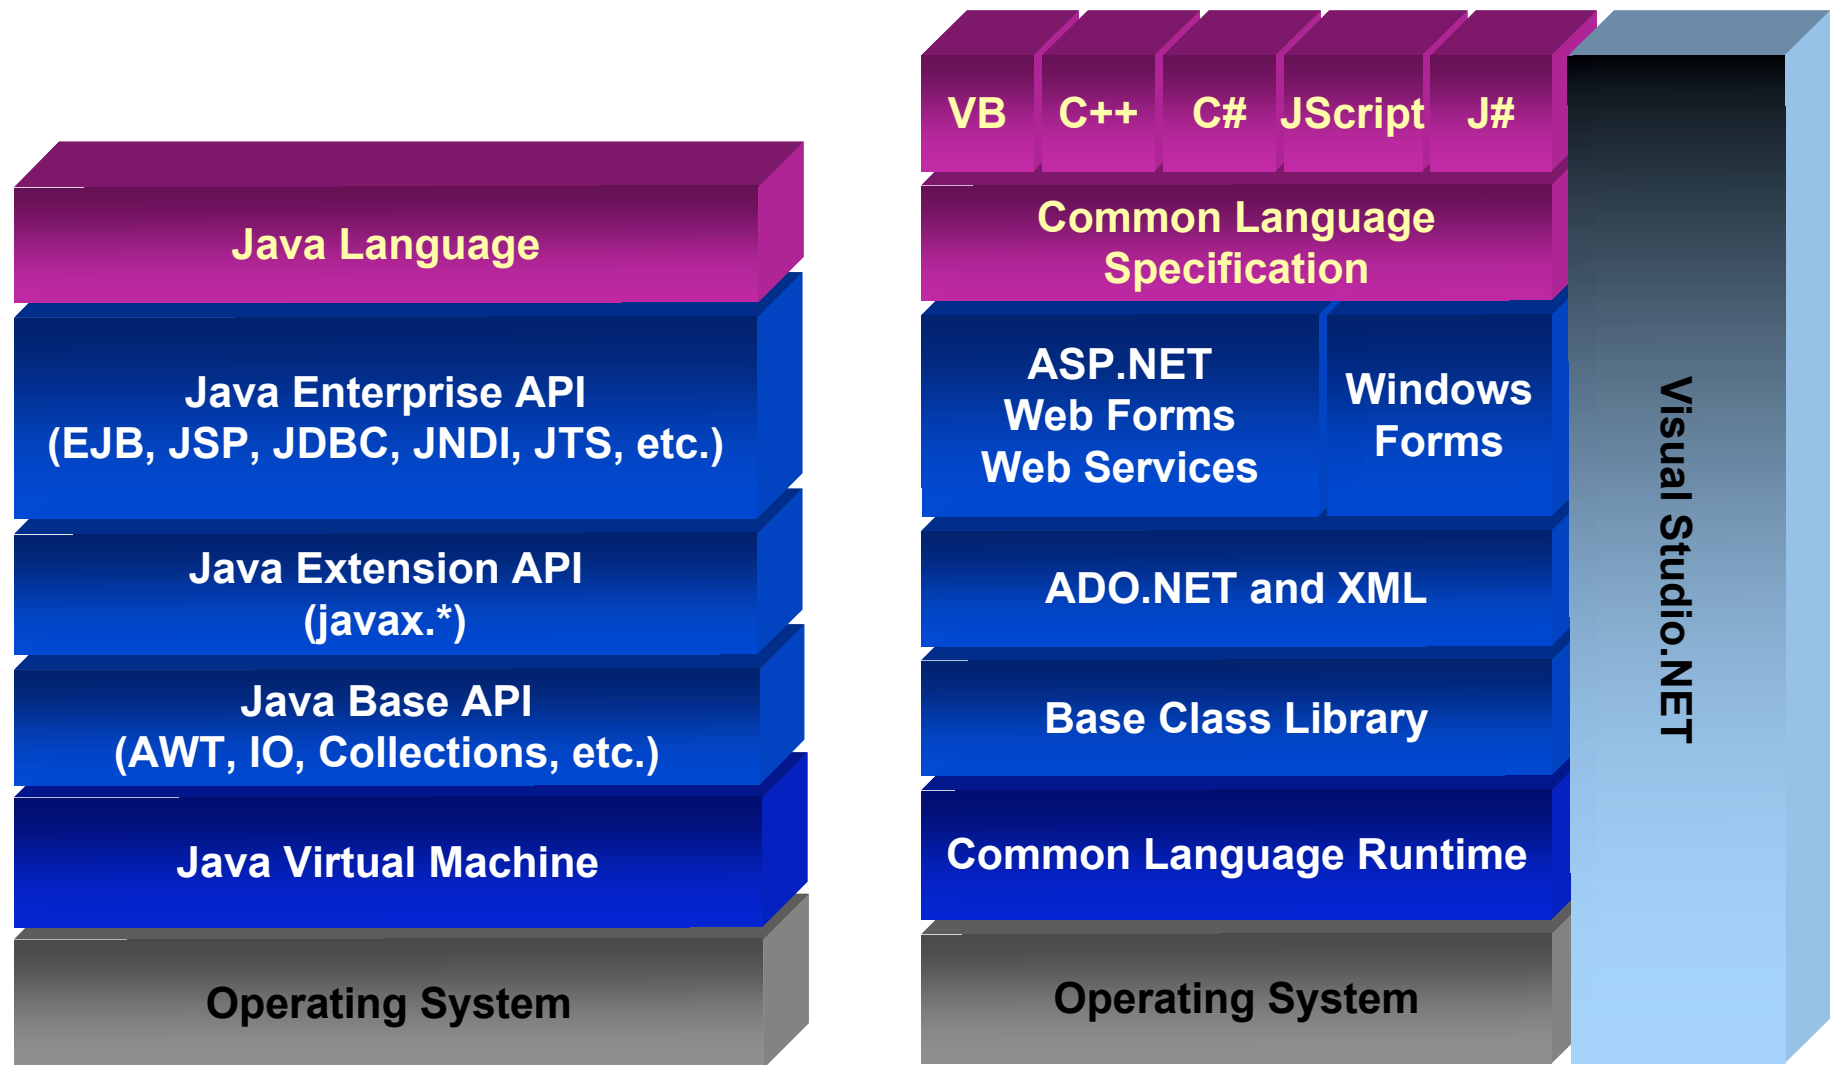 Java Language
Java Enterprise API
(EJB, JSP, JDBC, JNDI, JTS, etc.)
Java Extension API
(javax.*)
Java Base API
(AWT, IO, Collections, etc.)
Java Virtual Machine
Operating System
VB
C++
C#
JScript
J#
Common Language
Specification
ASP.NET
Web Forms
Web Services
Windows
Forms
ADO.NET and XML
Base Class Library
Common Language Runtime
Operating System
Visual Studio.NET